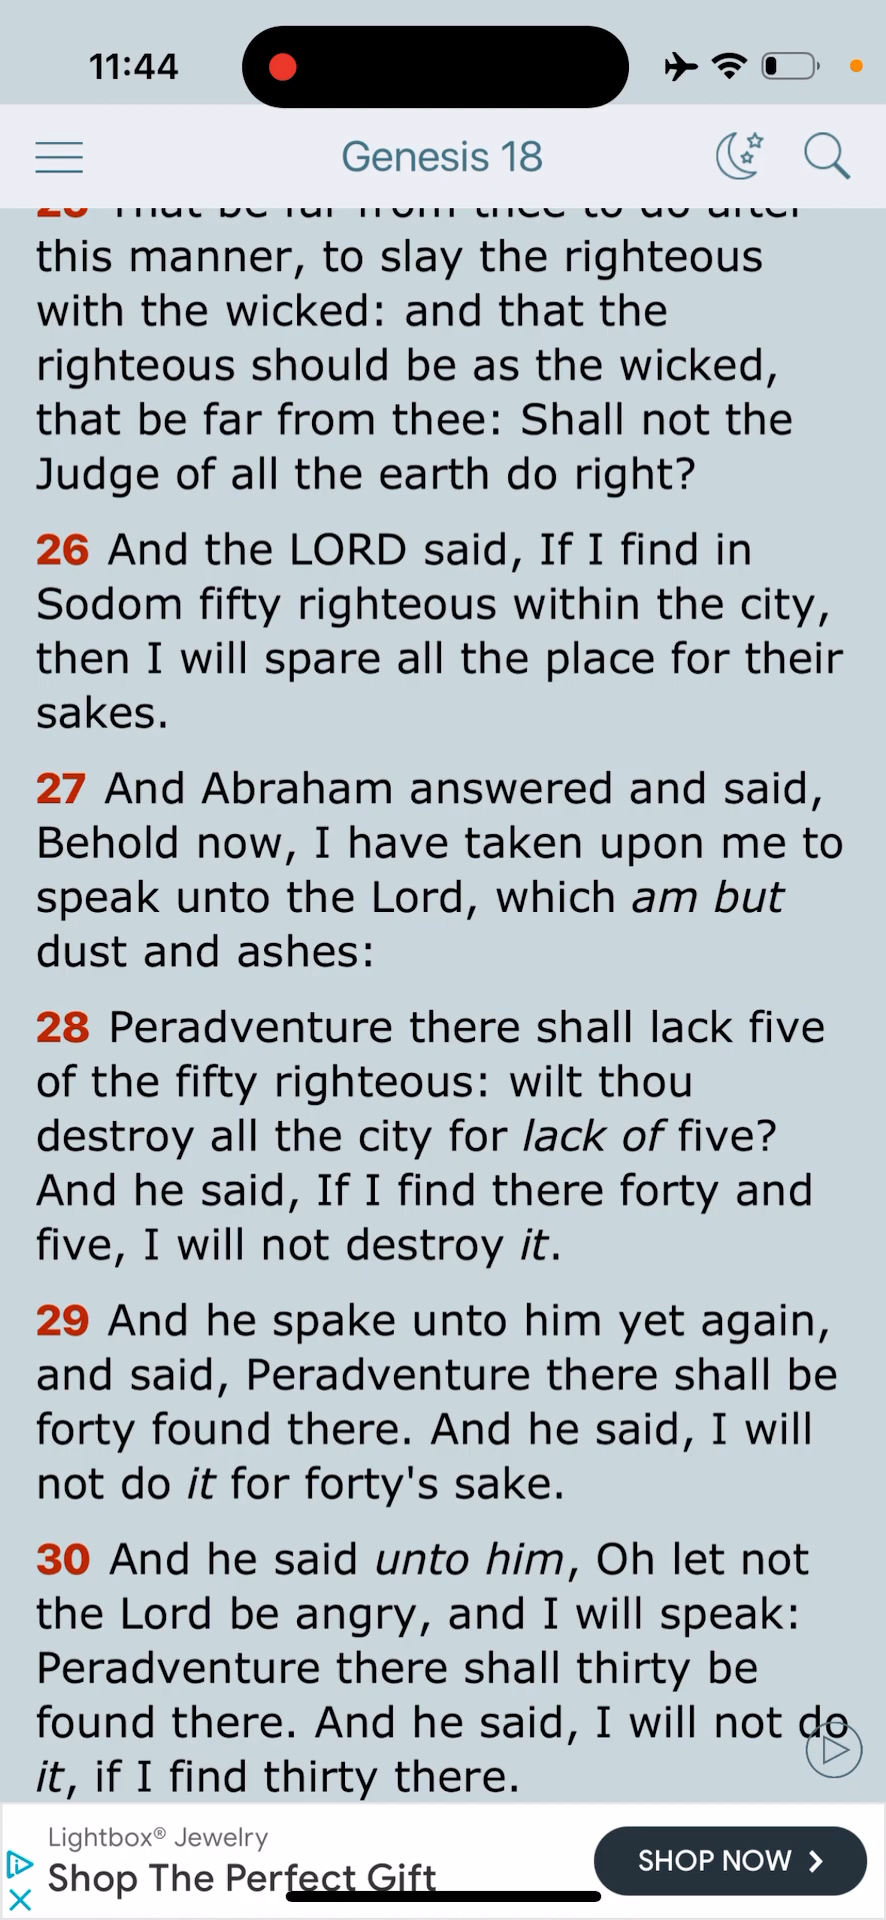 11:44
Genesis 18
25 That be far from thee to do after
this manner, to slay the righteous
with the wicked: and that the
righteous should be as the wicked,
that be far from thee: Shall not the
Judge of all the earth do right?
26 And the LORD said, If I find in
Sodom fifty righteous within the city,
then I will spare all the place for their
sakes.
27 And Abraham answered and said,
Behold now, I have taken upon me to
speak unto the Lord, which am but
dust and ashes:
28 Peradventure there shall lack five
of the fifty righteous: wilt thou
destroy all the city for lack of five?
And he said, If I find there forty and
five, I will not destroy it.
29 And he spake unto him yet again,
and said, Peradventure there shall be
forty found there. And he said, I will
not do it for forty's sake.
30 And he said unto him, Oh let not
the Lord be angry, and I will speak:
Peradventure there shall thirty be
found there. And he said, I will not do
it, if I find thirty there.
Lightbox® Jewelry
Shop The Perfect Gift
SHOP NOW